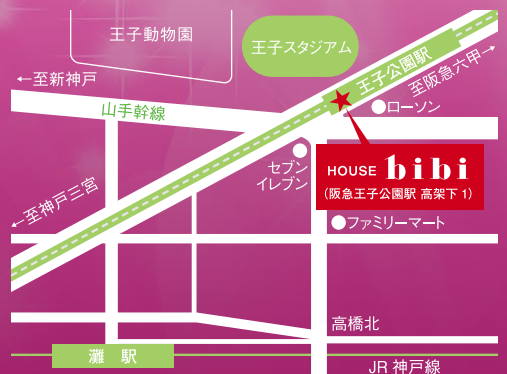 王子動物園
王子スタジアム
王子公園駅
至阪急六甲→
←至新神戸
山手幹線
ローソン
セブン
イレブン
HOUSE bibi
(阪急王子公園駅 高架下 1)
←至神戸三宮
ファミリーマート
高橋北
灘 駅
JR 神戸線